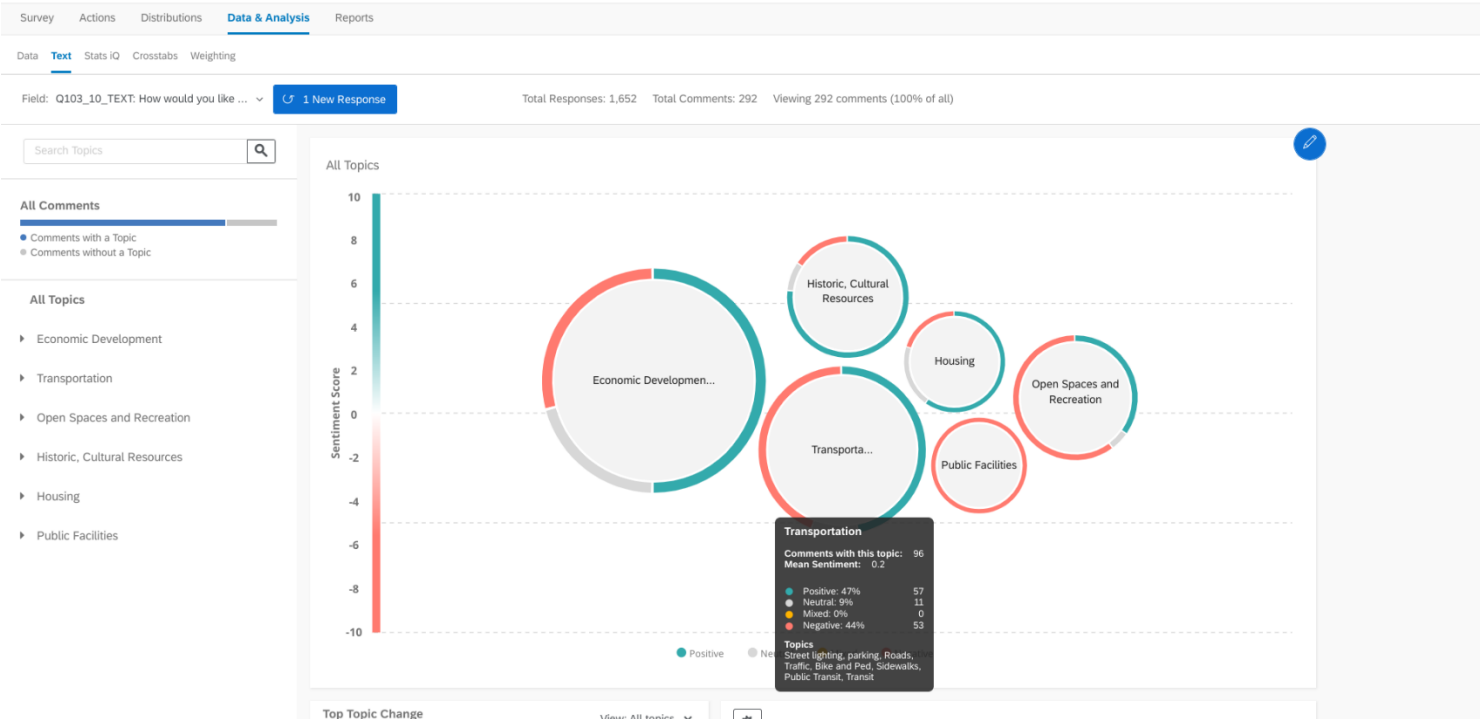 Survey Actions Distributions Data & Analysis Reports
Data Text Stats iQ Crosstabs Weighting
Field: Q103_10_TEXT: How would you like ... 1 New Response Total Responses: 1,652 Total Comments: 292 Viewing 292 comments (100% of all)
Search Topics
All Comments
Comments with a Topic
Comments without a Topic
All Topics
Economic Development
Transportation
Open Spaces and Recreation
Historic, Cultural Resources
Housing
Public Facilities
All Topics
Sentiment Score
10
8
6
4
2
0
-2
-4
-6
-8
-10
Economic Developmen...
Historic, Cultural
Resources
Housing
Open Spaces and
Recreation
Transporta...
Public Facilities
Transportation
Comments with this topic: 96
Mean Sentiment: 0.2
Positive: 47% 57
Neutral: 9% 11
Mixed: 0% 0
Negative: 44% 53
Topics
Street lighting, parking, Roads,
Traffic, Bike and Ped, Sidewalks,
Public Transit, Transit
Positive
Top Topic Change View: All topics